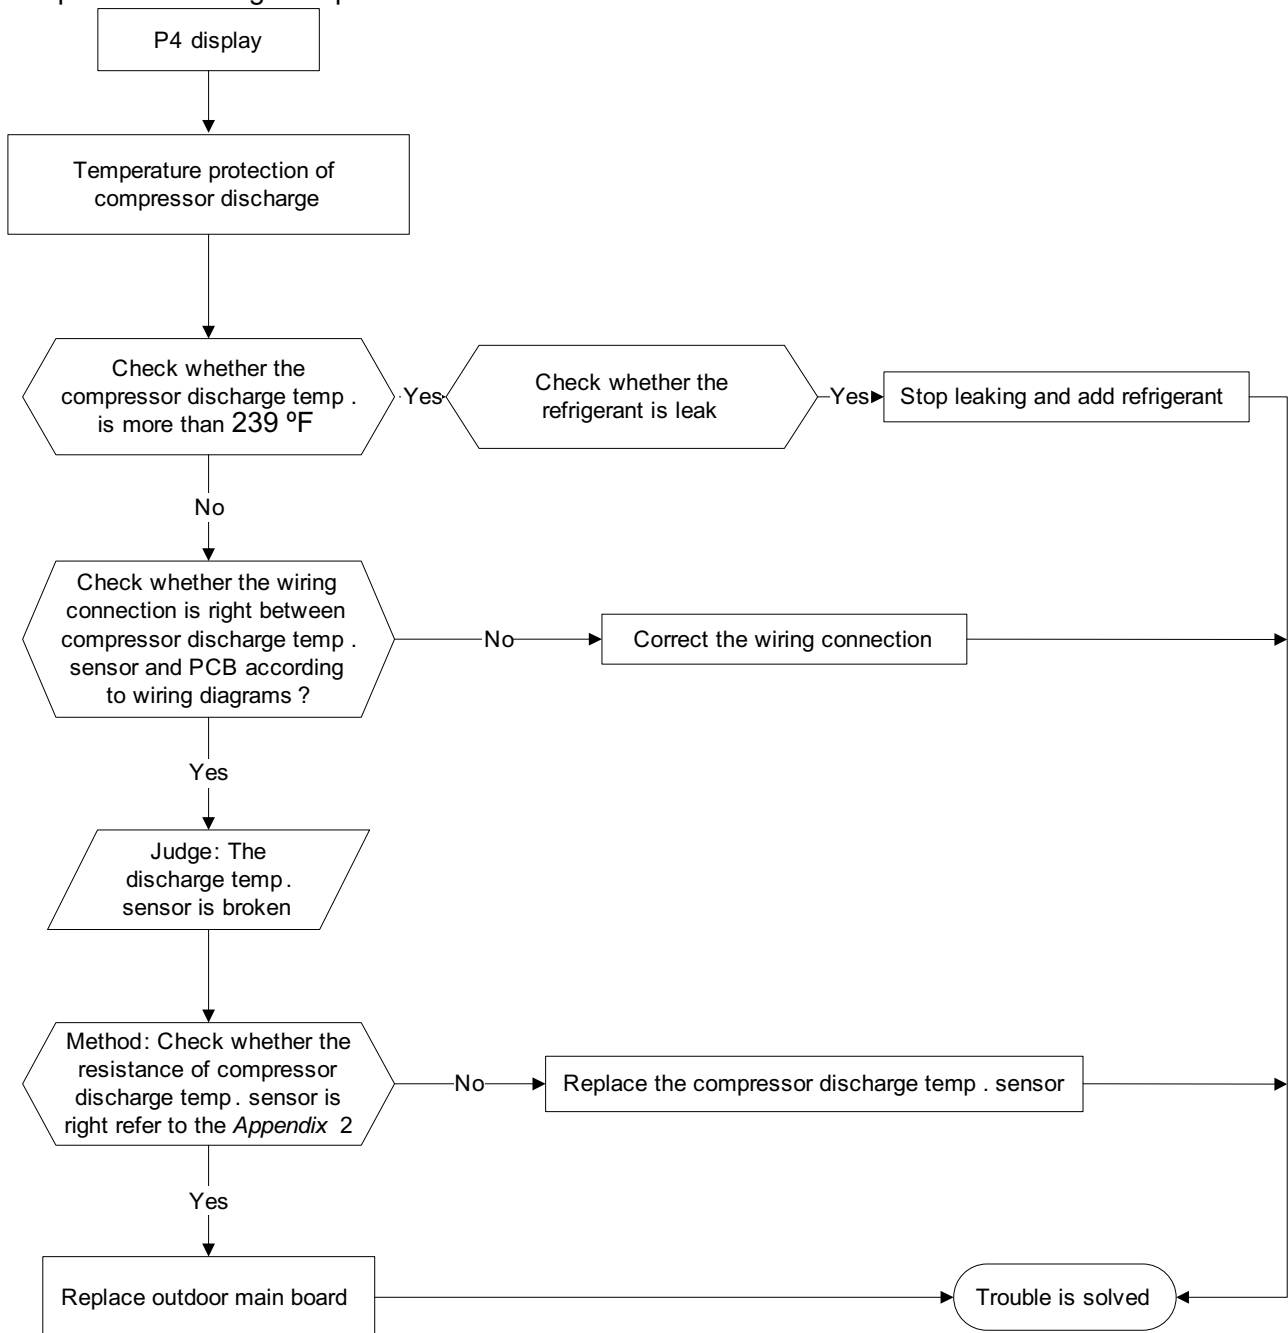 P4 display
Temperature protection of
compressor discharge
Check whether the
compressor discharge temp .
is more than 239 ºF
Yes
Check whether the
refrigerant is leak
Yes
Stop leaking and add refrigerant
No
Check whether the wiring
connection is right between
compressor discharge temp .
sensor and PCB according
to wiring diagrams ?
No
Correct the wiring connection
Yes
Judge: The
discharge temp .
sensor is broken
Method: Check whether the
resistance of compressor
discharge temp . sensor is
right refer to the Appendix 2
No
Replace the compressor discharge temp . sensor
Yes
Replace outdoor main board
Trouble is solved